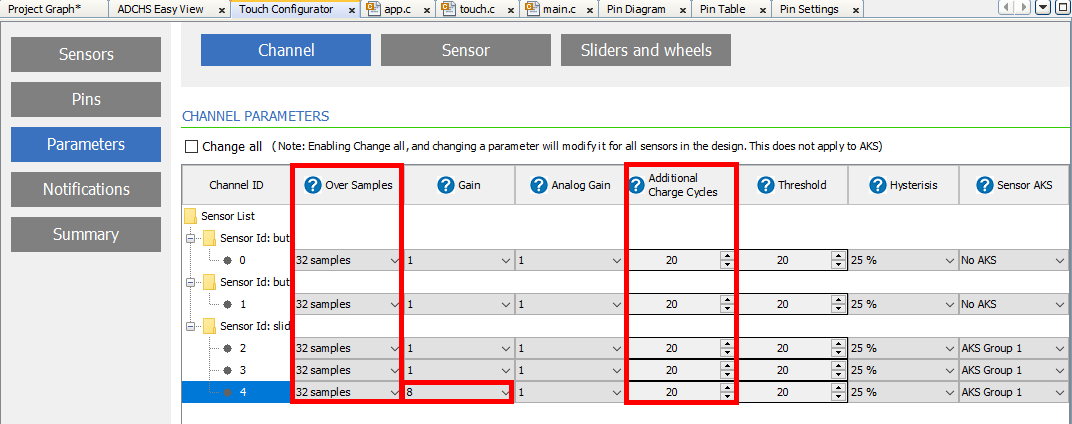 Project Graph* × ADCHS Easy View × Touch Configurator × app.c × touch.c × main.c × Pin Diagram × Pin Table × Pin Settings ×
Sensors
Pins
Parameters
Notifications
Summary
Channel Sensor Sliders and wheels
CHANNEL PARAMETERS
Change all (Note: Enabling Change all, and changing a parameter will modify it for all sensors in the design. This does not apply to AKS)
Channel ID ? Over Samples ? Gain ? Analog Gain ? Additional Charge Cycles ? Threshold ? Hysterisis ? Sensor AKS
Sensor List
Sensor Id: but
0 32 samples 1 1 20 20 25 % No AKS
Sensor Id: but
1 32 samples 1 1 20 20 25 % No AKS
Sensor Id: slid
2 32 samples 1 1 20 20 25 % AKS Group 1
3 32 samples 1 1 20 20 25 % AKS Group 1
4 32 samples 8 1 20 20 25 % AKS Group 1